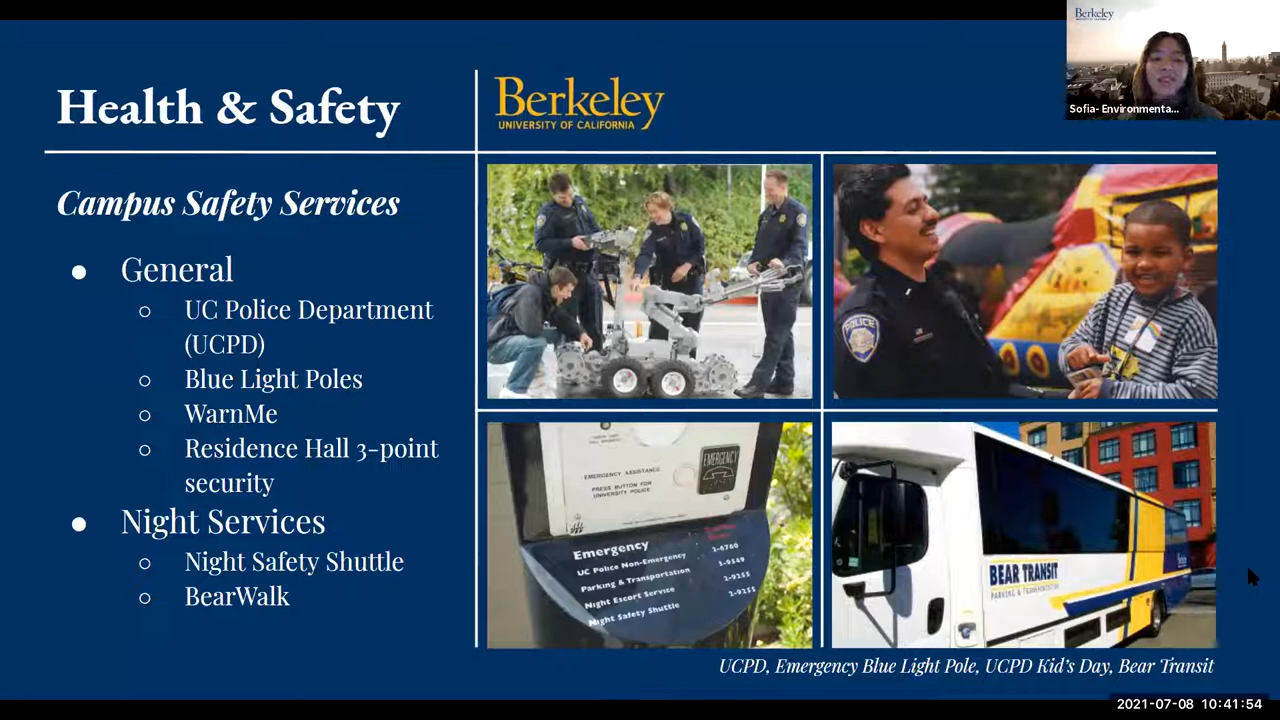 Health & Safety
Berkeley
UNIVERSITY OF CALIFORNIA
Berkeley
Sofia- Environmenta...
Campus Safety Services
● General
○ UC Police Department
(UCPD)
○ Blue Light Poles
○ WarnMe
○ Residence Hall 3-point
security
● Night Services
○ Night Safety Shuttle
○ BearWalk
POLICE
EMERGENCY ASSISTANCE
PRESS BUTTON FOR
UNIVERSITY POLICE
EMERGENCY
Emergency
UC Police Non-Emergency 2-6760
Parking & Transportation 3-9549
Night Escort Service 2-9255
Night Safety Shuttle 2-9255
BEAR TRANSIT
PARKING & TRANSPORTATION
UCPD, Emergency Blue Light Pole, UCPD Kid's Day, Bear Transit
2021-07-08 10:41:54